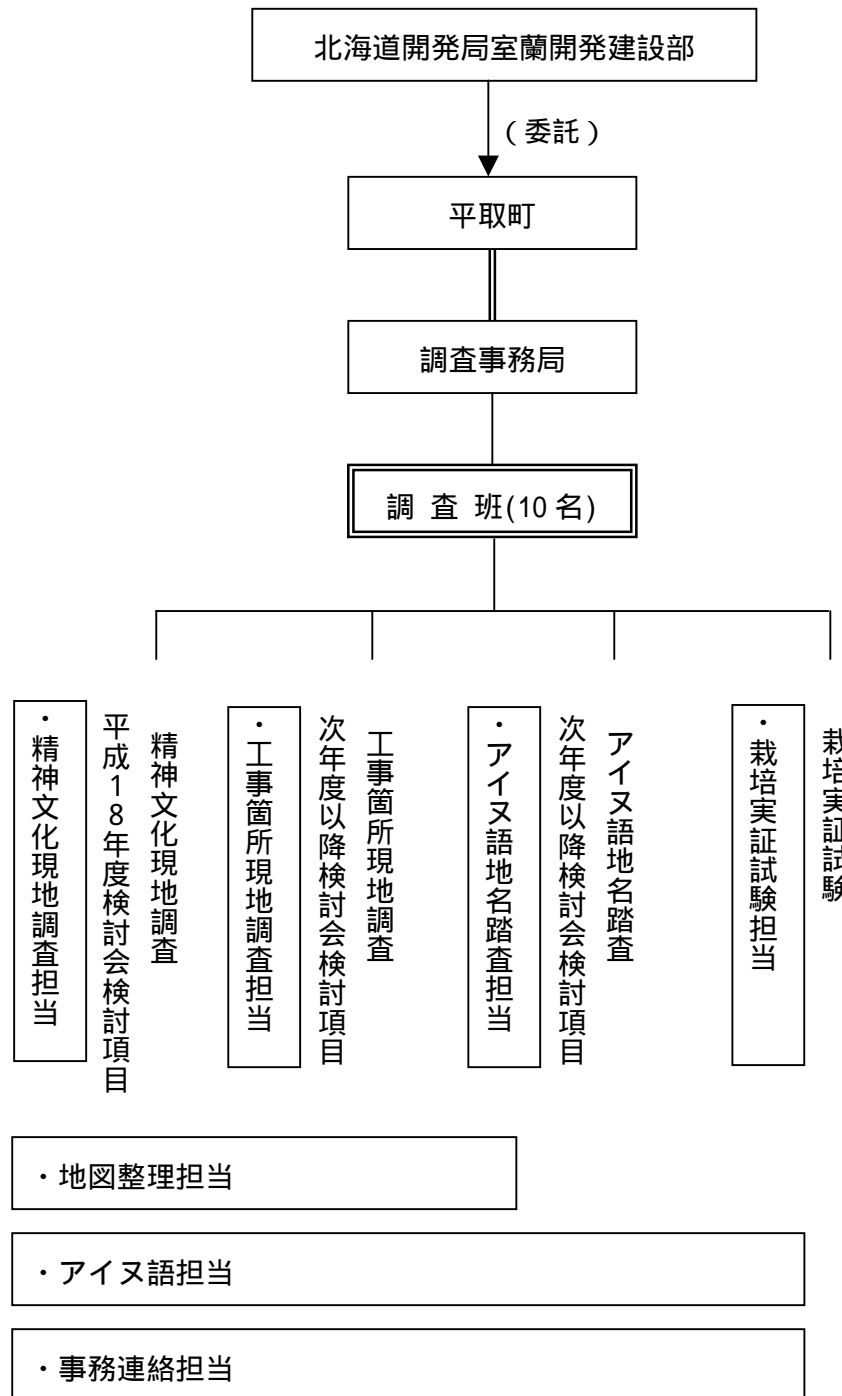 北海道開発局室蘭開発建設部
（委託）
平取町
調査事務局
調 査 班(10 名)
精神文化現地調査
平成１８年度検討会検討項目
・精神文化現地調査担当
工事箇所現地調査
次年度以降検討会検討項目
・工事箇所現地調査担当
アイヌ語地名踏査
次年度以降検討会検討項目
・アイヌ語地名踏査担当
栽培実証試験
・栽培実証試験担当
・地図整理担当
・アイヌ語担当
・事務連絡担当